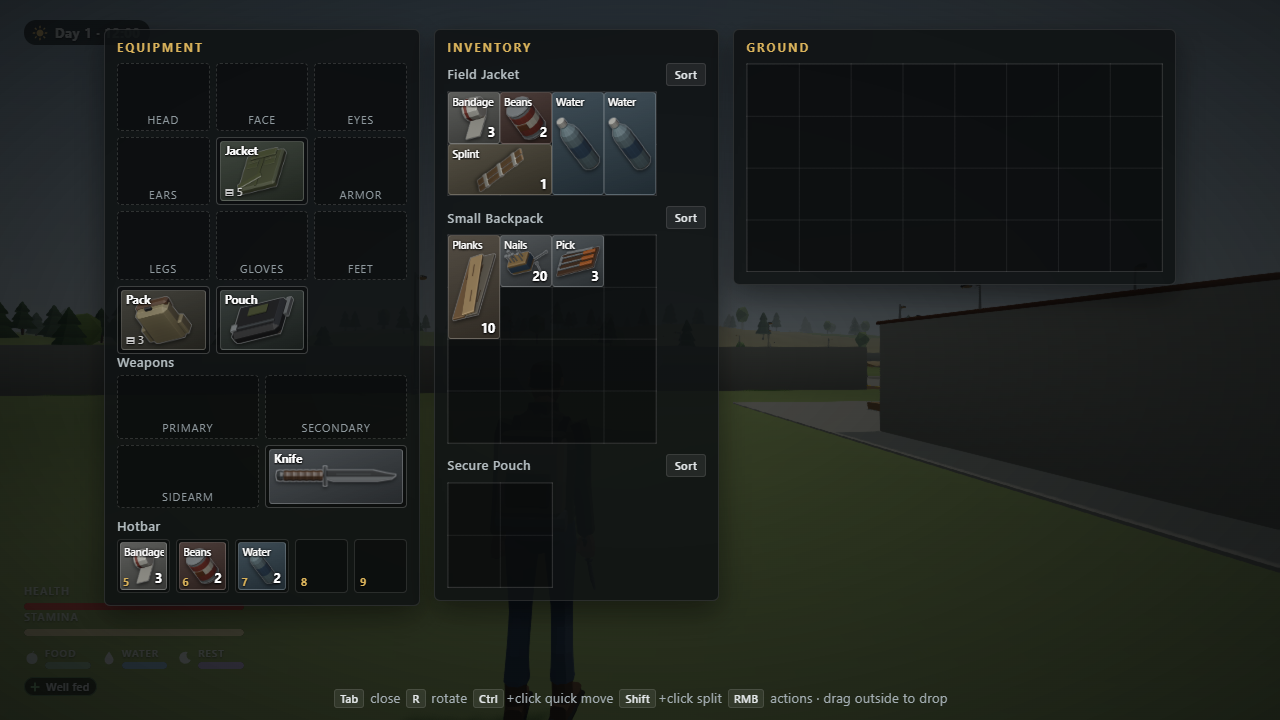 Day 1 ·
EQUIPMENT
HEAD
FACE
EYES
EARS
Jacket
5
ARMOR
LEGS
GLOVES
FEET
Pack
3
Pouch
Weapons
PRIMARY
SECONDARY
SIDEARM
Knife
Hotbar
Bandage
5
3
Beans
6
2
Water
7
2
8
9
INVENTORY
Field Jacket
Sort
Bandage
3
Beans
2
Water
Water
Splint
1
Small Backpack
Sort
Planks
10
Nails
20
Pick
3
Secure Pouch
Sort
GROUND
HEALTH
STAMINA
FOOD
WATER
REST
+ Well fed
Tab close R rotate Ctrl +click quick move Shift +click split RMB actions · drag outside to drop